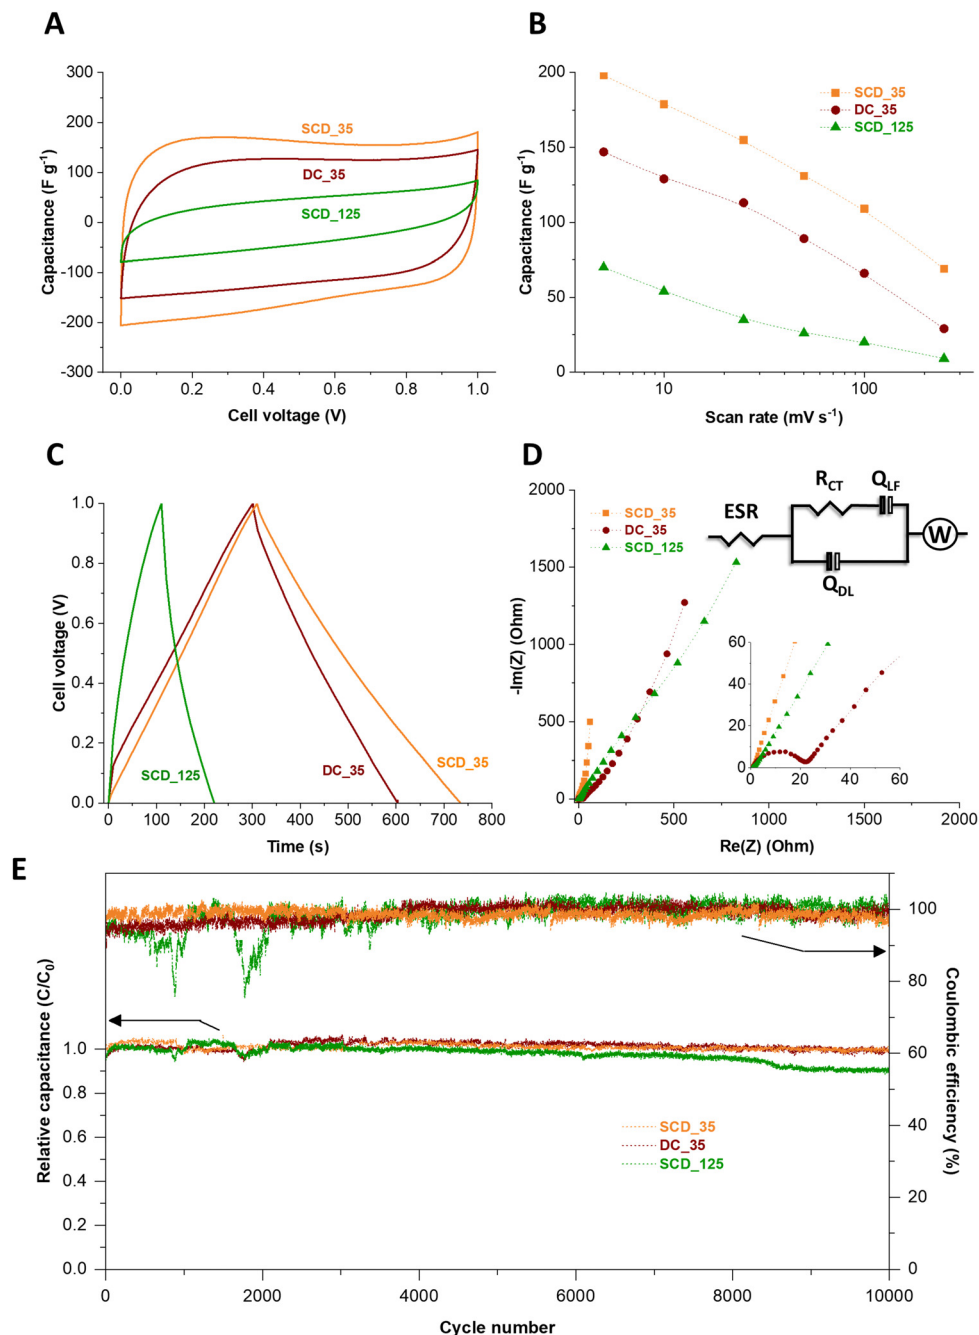 A
300
200
100
0
-100
-200
-300
Capacitance (F g⁻¹)
SCD_35
DC_35
SCD_125
0.0 0.2 0.4 0.6 0.8 1.0
Cell voltage (V)
B
200
150
100
50
0
Capacitance (F g⁻¹)
SCD_35
DC_35
SCD_125
10 100
Scan rate (mV s⁻¹)
C
1.0
0.8
0.6
0.4
0.2
0.0
Cell voltage (V)
SCD_125
DC_35
SCD_35
0 100 200 300 400 500 600 700 800
Time (s)
D
2000
1500
1000
500
0
-Im(Z) (Ohm)
SCD_35
DC_35
SCD_125
ESR
R_CT
Q_LF
Q_DL
W
60
40
20
0
0 10 20 30 40 50 60
0 500 1000 1500 2000
Re(Z) (Ohm)
E
1.0
0.8
0.6
0.4
0.2
0.0
Relative capacitance (C/C₀)
100
80
60
40
20
0
Coulombic efficiency (%)
SCD_35
DC_35
SCD_125
0 2000 4000 6000 8000 10000
Cycle number